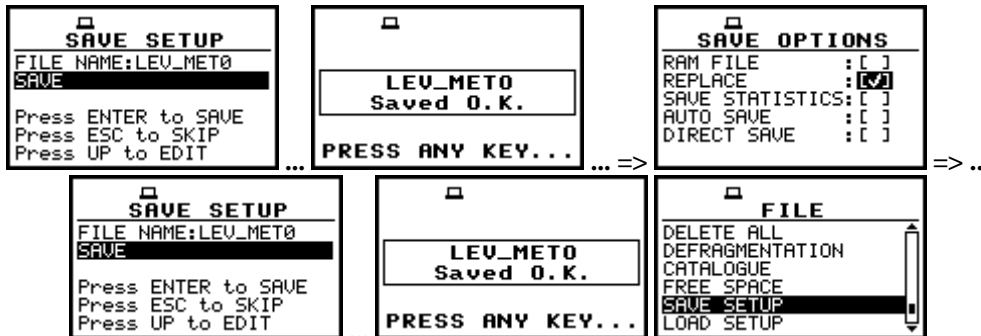 SAVE SETUP
FILE NAME:LEV_MET0
SAVE
Press ENTER to SAVE
Press ESC to SKIP
Press UP to EDIT
...
LEV_MET0
Saved O.K.
PRESS ANY KEY...
... =>
SAVE OPTIONS
RAM FILE :[ ]
REPLACE :[✓]
SAVE STATISTICS:[ ]
AUTO SAVE :[ ]
DIRECT SAVE :[ ]
=> ..
SAVE SETUP
FILE NAME:LEV_MET0
SAVE
Press ENTER to SAVE
Press ESC to SKIP
Press UP to EDIT
LEV_MET0
Saved O.K.
PRESS ANY KEY...
FILE
DELETE ALL
DEFRAGMENTATION
CATALOGUE
FREE SPACE
SAVE SETUP
LOAD SETUP